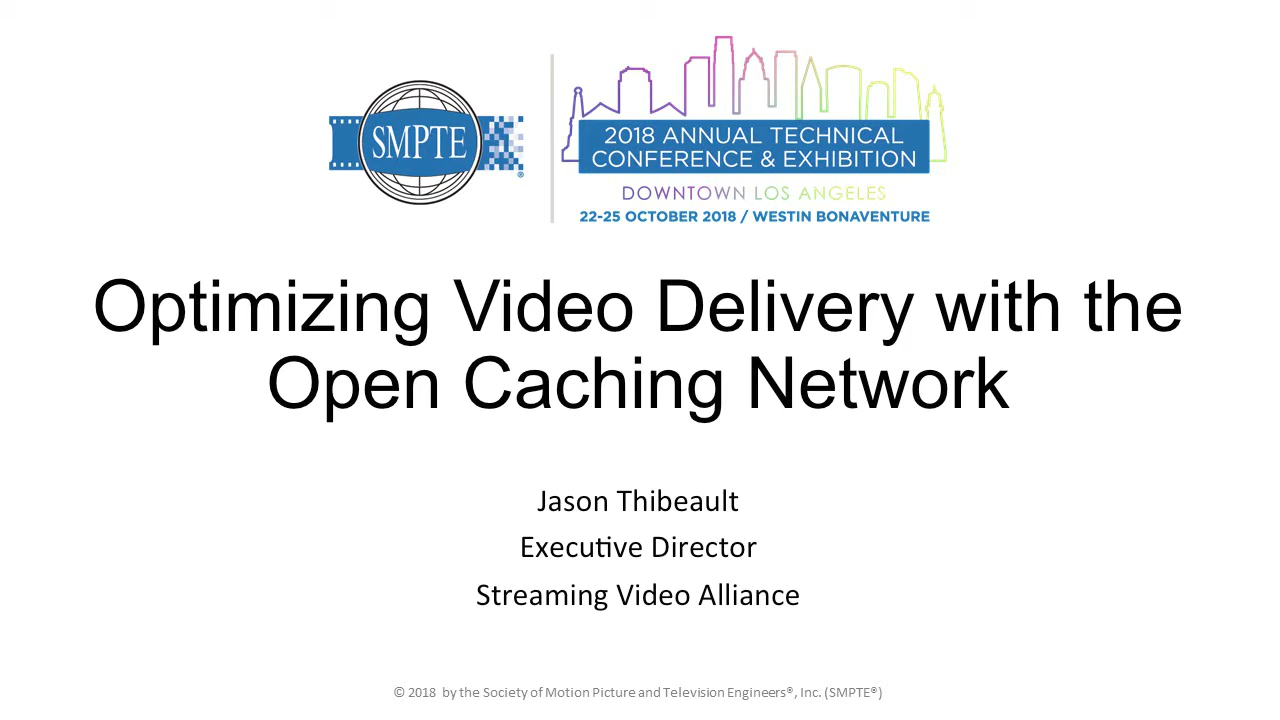 SMPTE
®
2018 ANNUAL TECHNICAL
CONFERENCE & EXHIBITION
DOWNTOWN LOS ANGELES
22-25 OCTOBER 2018 / WESTIN BONAVENTURE
Optimizing Video Delivery with the
Open Caching Network
Jason Thibeault
Executive Director
Streaming Video Alliance
© 2018 by the Society of Motion Picture and Television Engineers®, Inc. (SMPTE®)